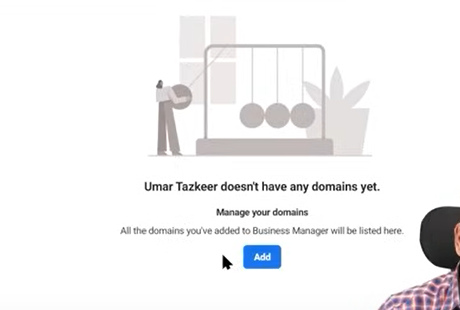 Umar Tazkeer doesn't have any domains yet.
Manage your domains
All the domains you've added to Business Manager will be listed here.
Add